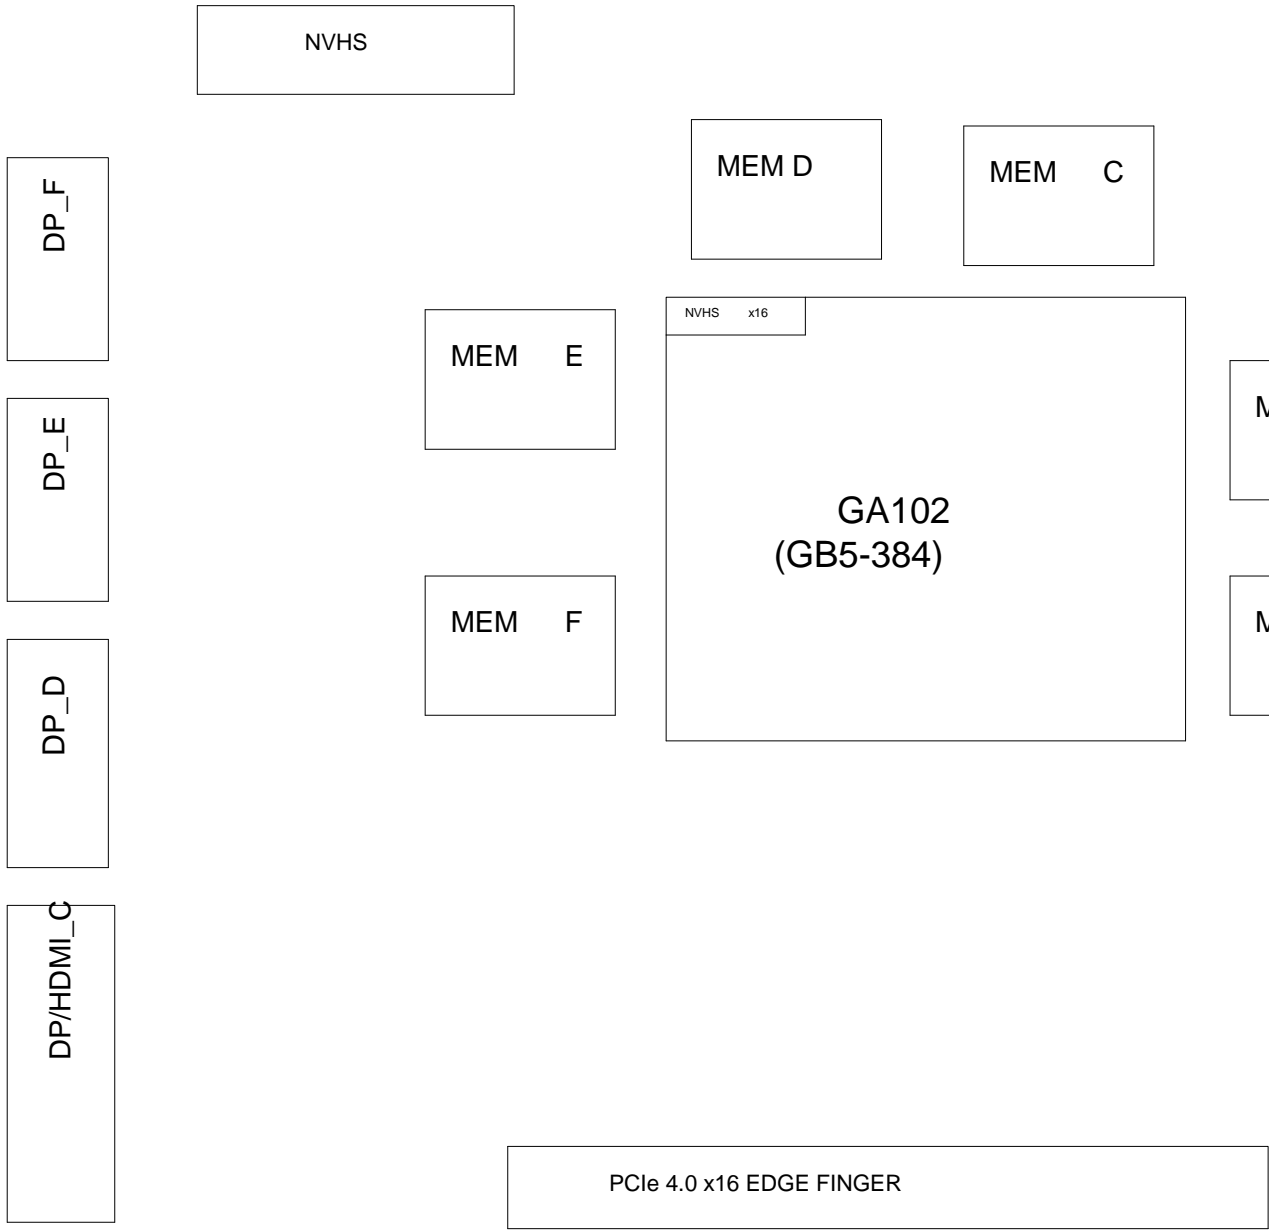 NVHS
MEM D
MEM C
DP_F
NVHS x16
MEM E
M
DP_E
GA102
(GB5-384)
MEM F
M
DP_D
DP/HDMI_C
PCIe 4.0 x16 EDGE FINGER